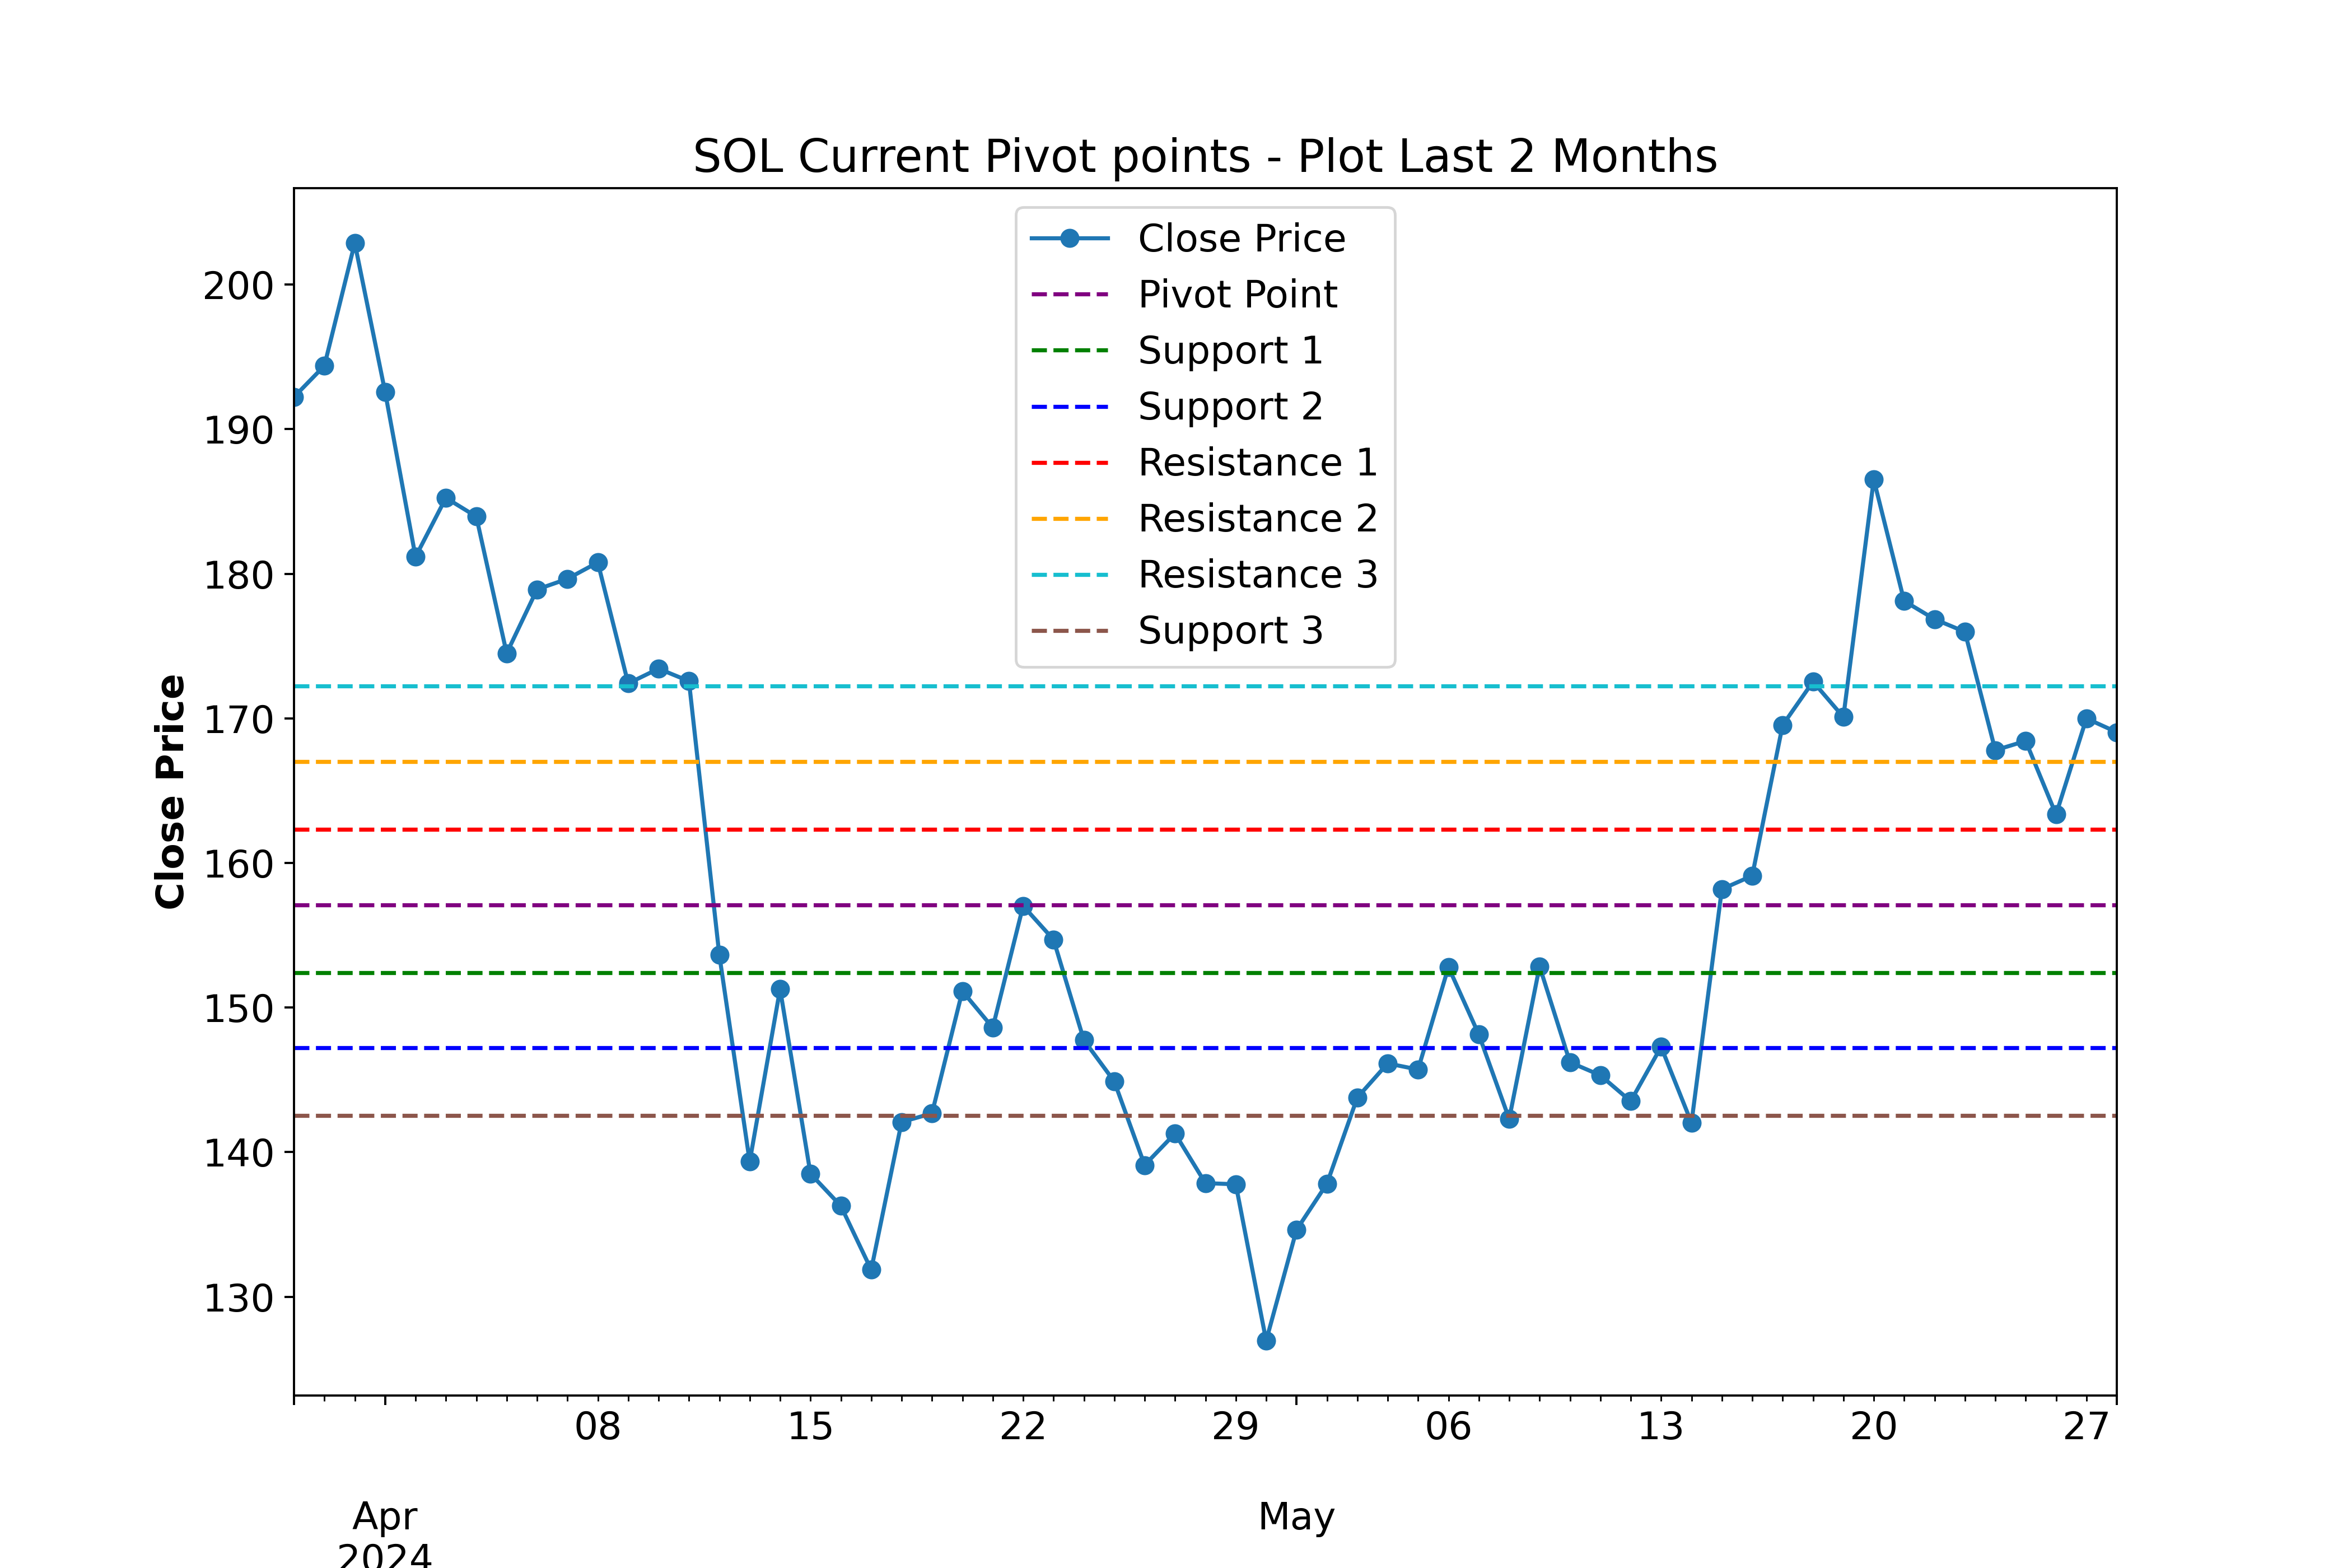 SOL Current Pivot points - Plot Last 2 Months
Close Price
Pivot Point
Support 1
Support 2
Resistance 1
Resistance 2
Resistance 3
Support 3
Close Price
200
190
180
170
160
150
140
130
08 15 22 29 06 13 20 27
Apr May
2024